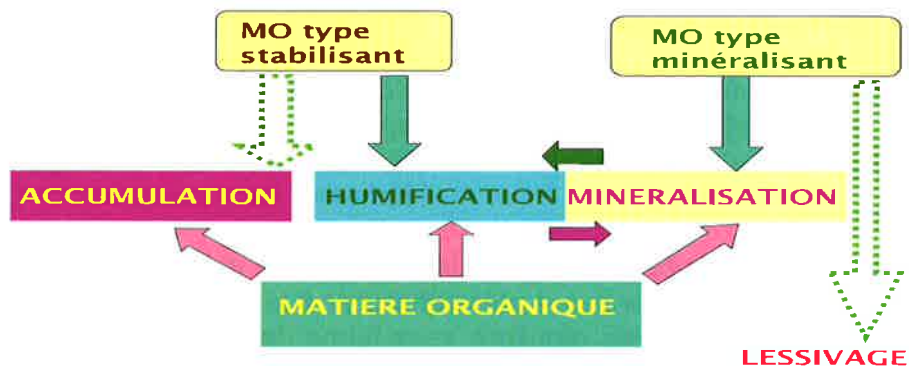 MO type
stabilisant
MO type
minéralisant
ACCUMULATION
HUMIFICATION
MINERALISATION
MATIERE ORGANIQUE
LESSIVAGE